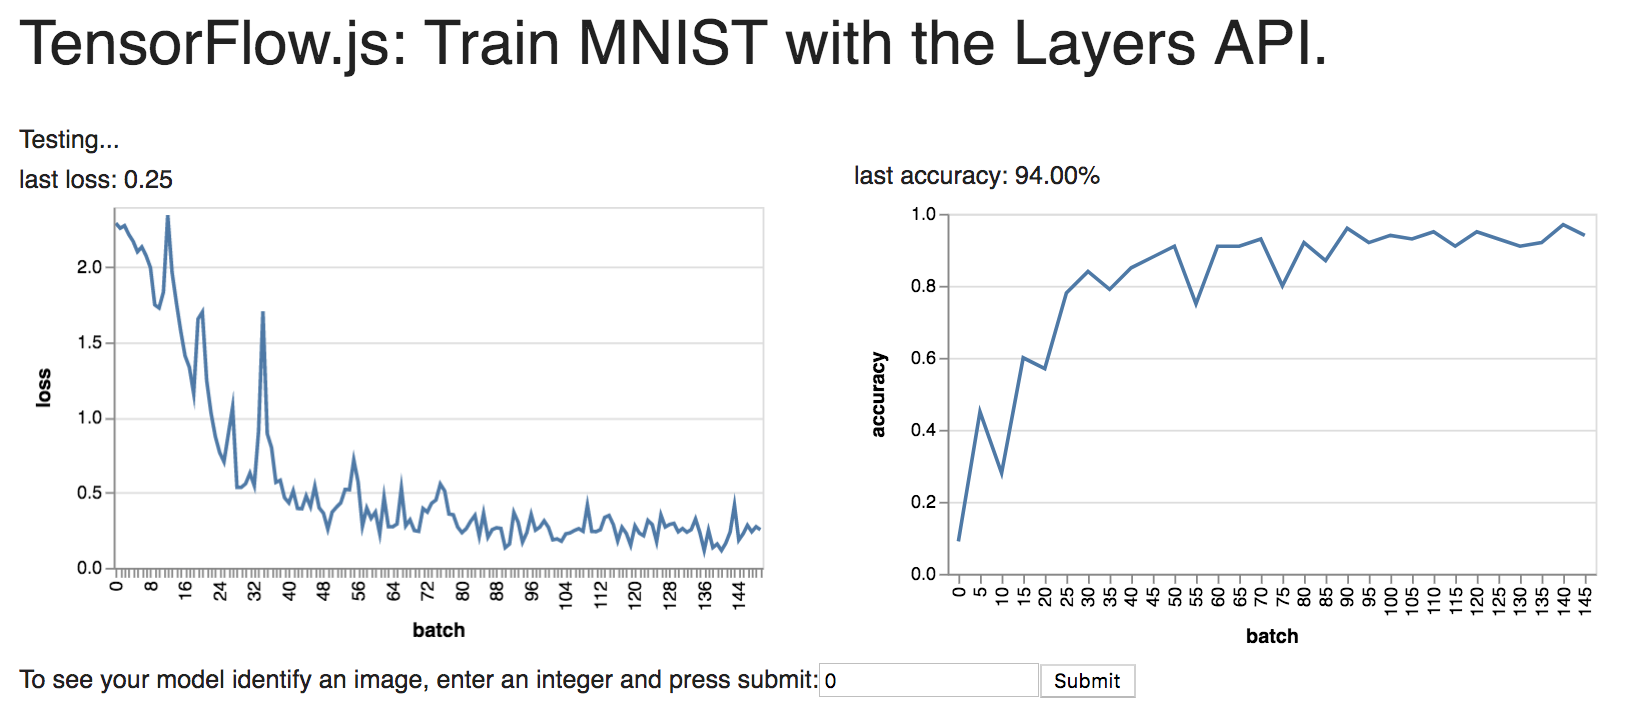 TensorFlow.js: Train MNIST with the Layers API.
Testing...
last loss: 0.25
last accuracy: 94.00%
loss
2.0
1.5
1.0
0.5
0.0
0 8 16 24 32 40 48 56 64 72 80 88 96 104 112 120 128 136 144
batch
accuracy
1.0
0.8
0.6
0.4
0.2
0.0
0 5 10 15 20 25 30 35 40 45 50 55 60 65 70 75 80 85 90 95 100 105 110 115 120 125 130 135 140 145
batch
To see your model identify an image, enter an integer and press submit: 0 Submit